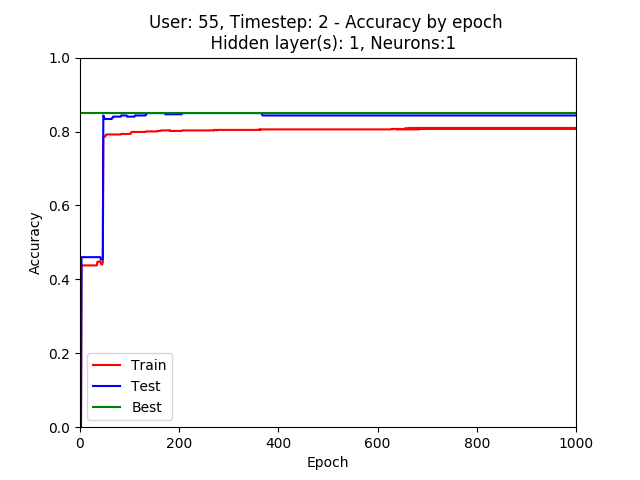 User: 55, Timestep: 2 - Accuracy by epoch
Hidden layer(s): 1, Neurons:1
1.0
0.8
0.6
0.4
0.2
0.0
Accuracy
Train
Test
Best
0 200 400 600 800 1000
Epoch